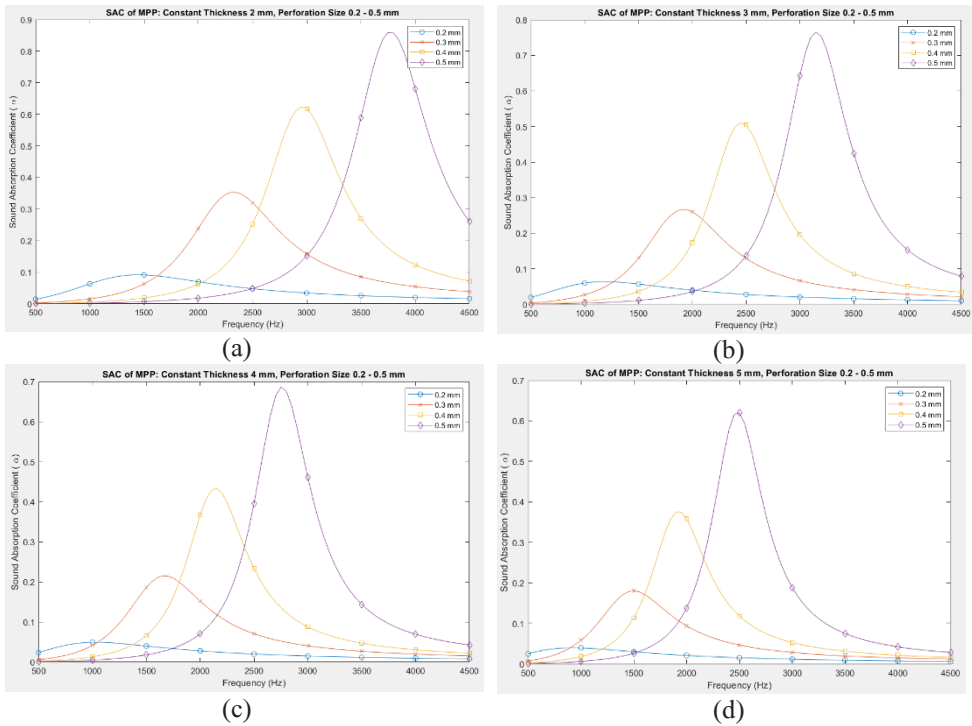 SAC of MPP: Constant Thickness 2 mm, Perforation Size 0.2 - 0.5 mm
0.9
0.8
0.7
0.6
0.5
0.4
0.3
0.2
0.1
0
Sound Absorption Coefficient ( α)
500 1000 1500 2000 2500 3000 3500 4000 4500
Frequency (Hz)
0.2 mm
0.3 mm
0.4 mm
0.5 mm
(a)
SAC of MPP: Constant Thickness 3 mm, Perforation Size 0.2 - 0.5 mm
0.8
0.7
0.6
0.5
0.4
0.3
0.2
0.1
0
Sound Absorption Coefficient ( α)
500 1000 1500 2000 2500 3000 3500 4000 4500
Frequency (Hz)
0.2 mm
0.3 mm
0.4 mm
0.5 mm
(b)
SAC of MPP: Constant Thickness 4 mm, Perforation Size 0.2 - 0.5 mm
0.7
0.6
0.5
0.4
0.3
0.2
0.1
0
Sound Absorption Coefficient ( α)
500 1000 1500 2000 2500 3000 3500 4000 4500
Frequency (Hz)
0.2 mm
0.3 mm
0.4 mm
0.5 mm
(c)
SAC of MPP: Constant Thickness 5 mm, Perforation Size 0.2 - 0.5 mm
0.7
0.6
0.5
0.4
0.3
0.2
0.1
0
Sound Absorption Coefficient ( α)
500 1000 1500 2000 2500 3000 3500 4000 4500
Frequency (Hz)
0.2 mm
0.3 mm
0.4 mm
0.5 mm
(d)